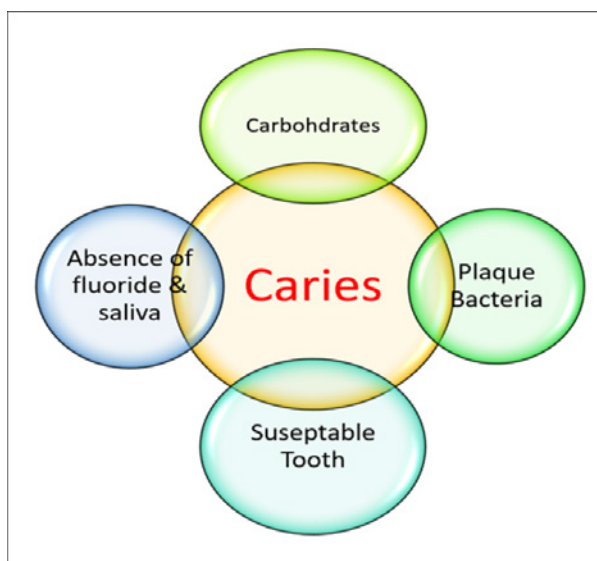 Carbohdrates
Absence of
fluoride &
saliva
Caries
Plaque
Bacteria
Suseptable
Tooth